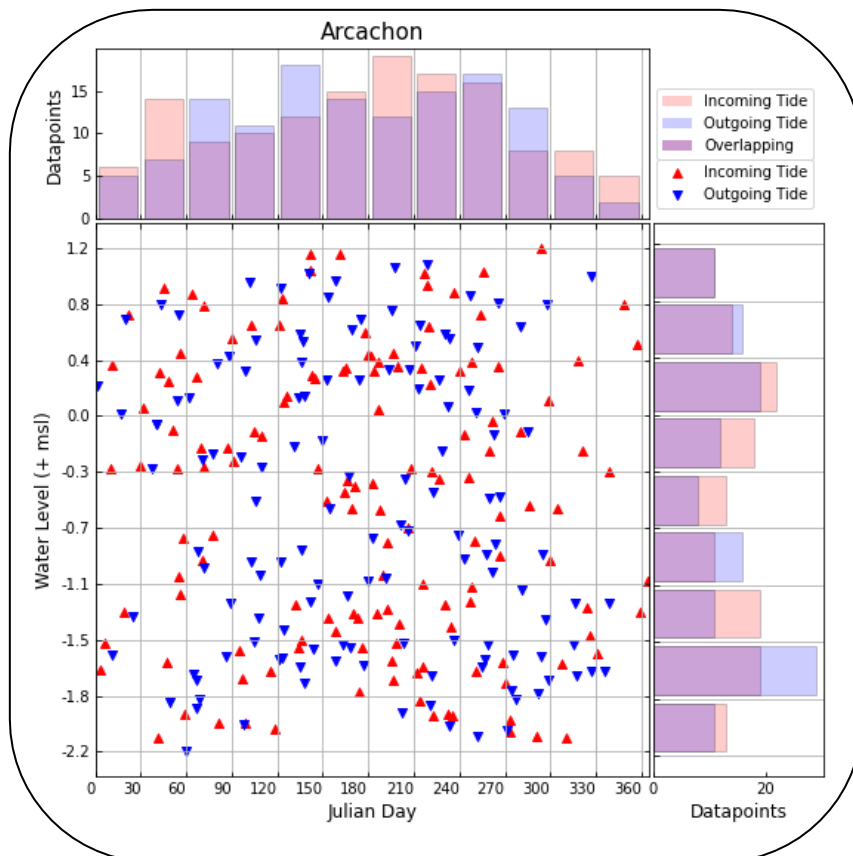 Arcachon
Datapoints
15
10
5
0
Incoming Tide
Outgoing Tide
Overlapping
Incoming Tide
Outgoing Tide
Water Level (+ msl)
1.2
0.8
0.4
0.0
-0.3
-0.7
-1.1
-1.5
-1.8
-2.2
0 30 60 90 120 150 180 210 240 270 300 330 360
Julian Day
0 20
Datapoints